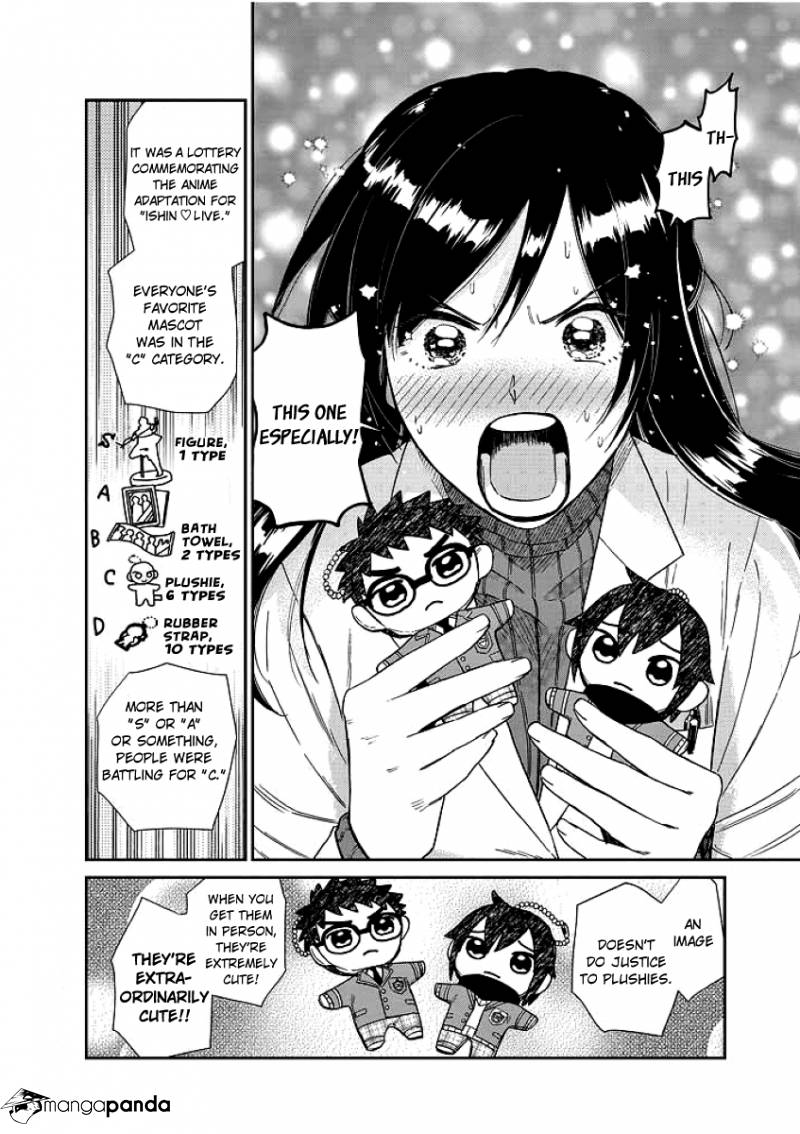 TH-
THIS
THIS ONE
ESPECIALLY!
IT WAS A LOTTERY
COMMEMORATING
THE ANIME
ADAPTATION FOR
"ISHIN ♡ LIVE."
EVERYONE'S
FAVORITE
MASCOT
WAS IN THE
"C" CATEGORY.
S
FIGURE,
1 TYPE
A
B
BATH
TOWEL,
2 TYPES
C
PLUSHIE,
6 TYPES
D
RUBBER
STRAP,
10 TYPES
MORE THAN
"S" OR "A"
OR SOMETHING,
PEOPLE WERE
BATTLING FOR "C."
AN
IMAGE
DOESN'T
DO JUSTICE
TO PLUSHIES.
WHEN YOU
GET THEM
IN PERSON,
THEY'RE
EXTREMELY
CUTE!
THEY'RE
EXTRA-
ORDINARILY
CUTE!!
mangapanda